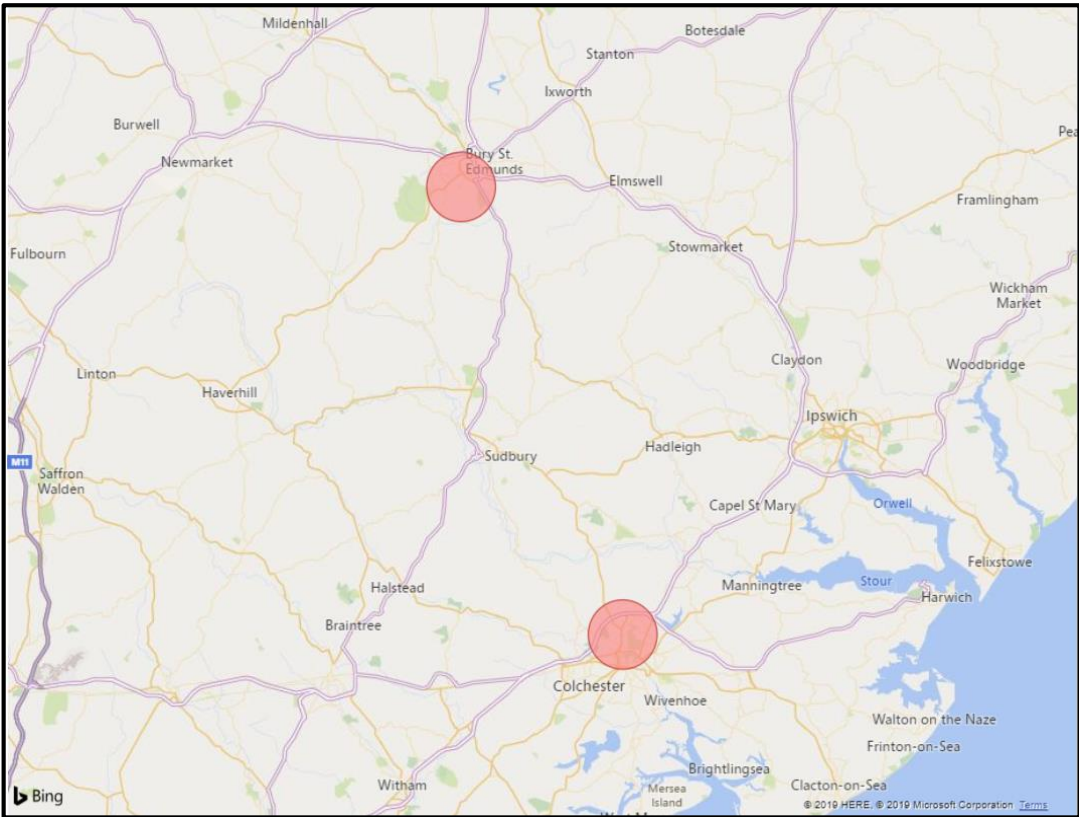 Mildenhall
Botesdale
Stanton
Ixworth
Burwell
Newmarket
Bury St.
Edmunds
Elmswell
Framlingham
Fulbourn
Stowmarket
Wickham
Market
Claydon
Woodbridge
Linton
Haverhill
Ipswich
Hadleigh
Sudbury
M11
Saffron
Walden
Capel St Mary
Orwell
Felixstowe
Stour
Manningtree
Halstead
Harwich
Braintree
Colchester
Wivenhoe
Walton on the Naze
Frinton-on-Sea
Brightlingsea
Witham
Clacton-on-Sea
Mersea
Island
Bing
© 2019 HERE, © 2019 Microsoft Corporation Terms